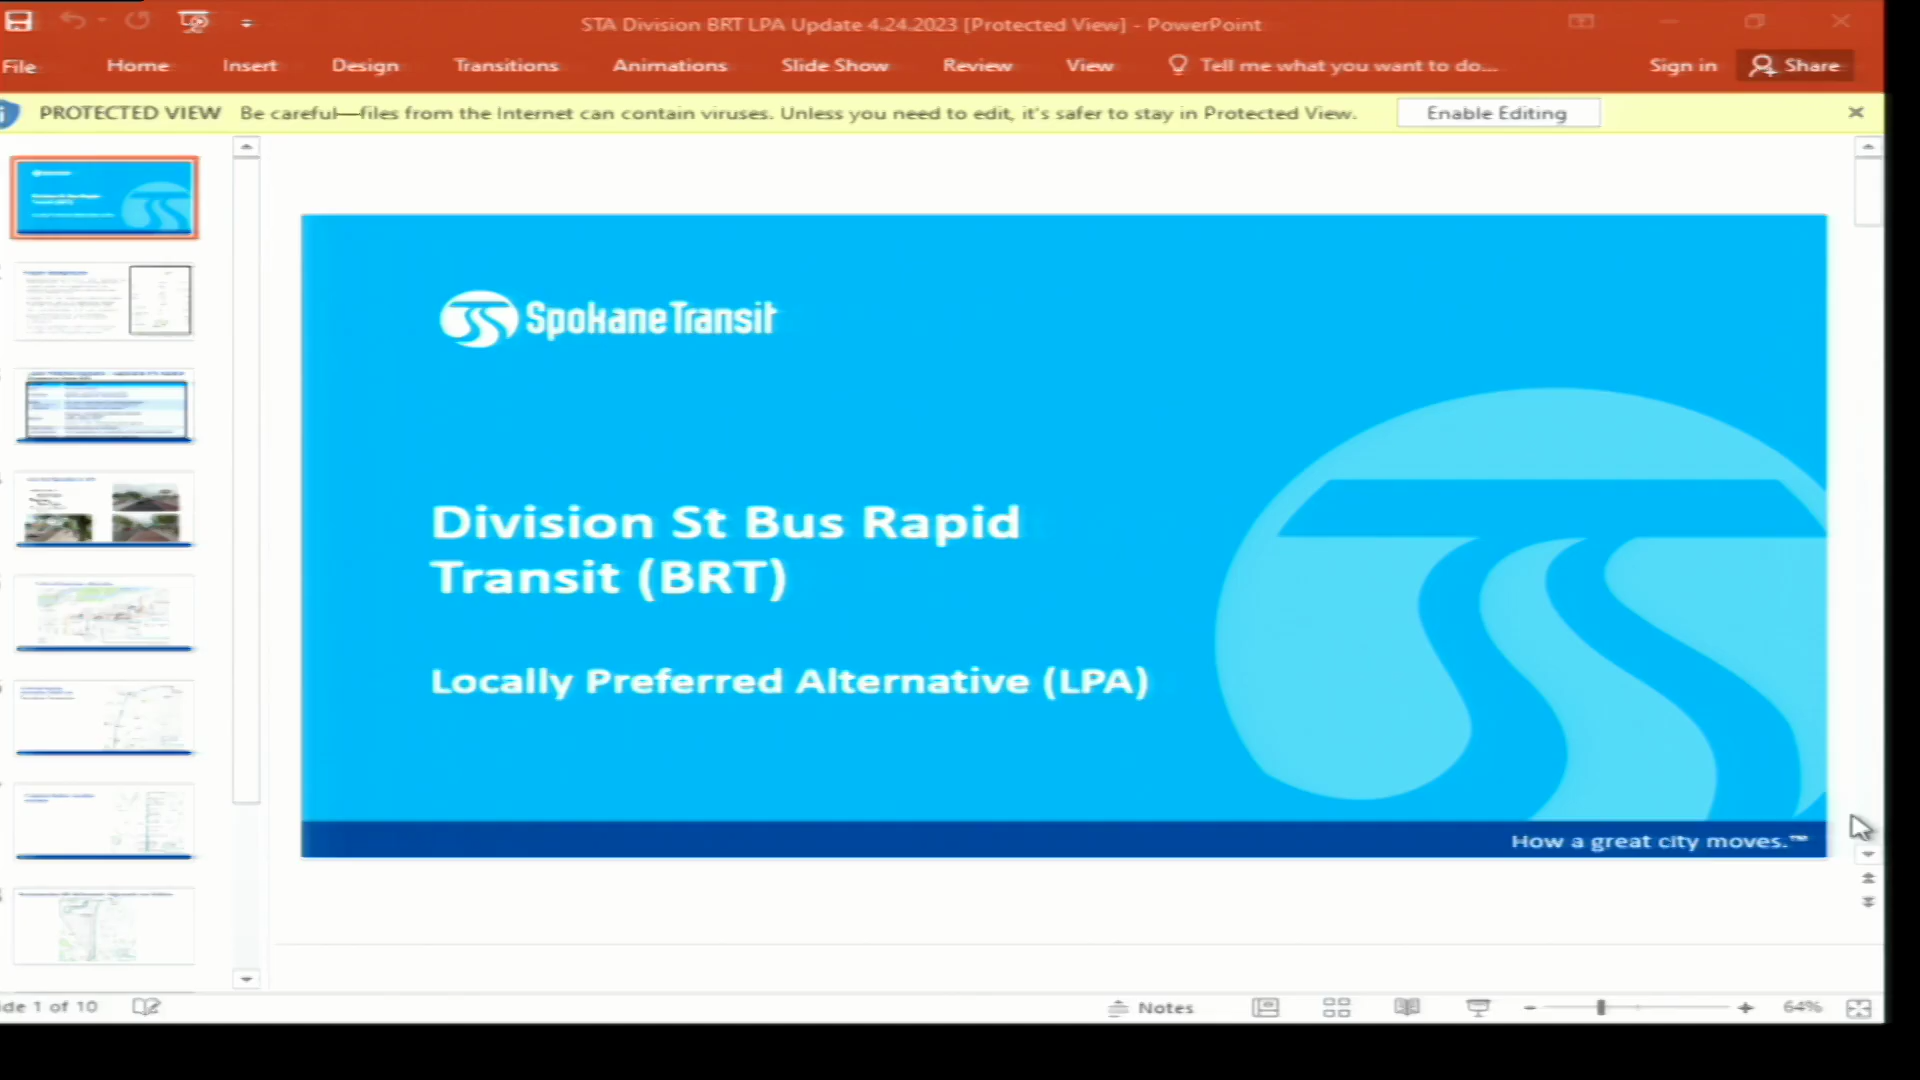 STA Division BRT LPA Update 4.24.2023 [Protected View] - PowerPoint
File Home Insert Design Transitions Animations Slide Show Review View Tell me what you want to do... Sign in Share
PROTECTED VIEW Be careful—files from the Internet can contain viruses. Unless you need to edit, it's safer to stay in Protected View. Enable Editing
SpokaneTransit
Division St Bus Rapid
Transit (BRT)
Locally Preferred Alternative (LPA)
How a great city moves.™
ide 1 of 10 Notes 64%